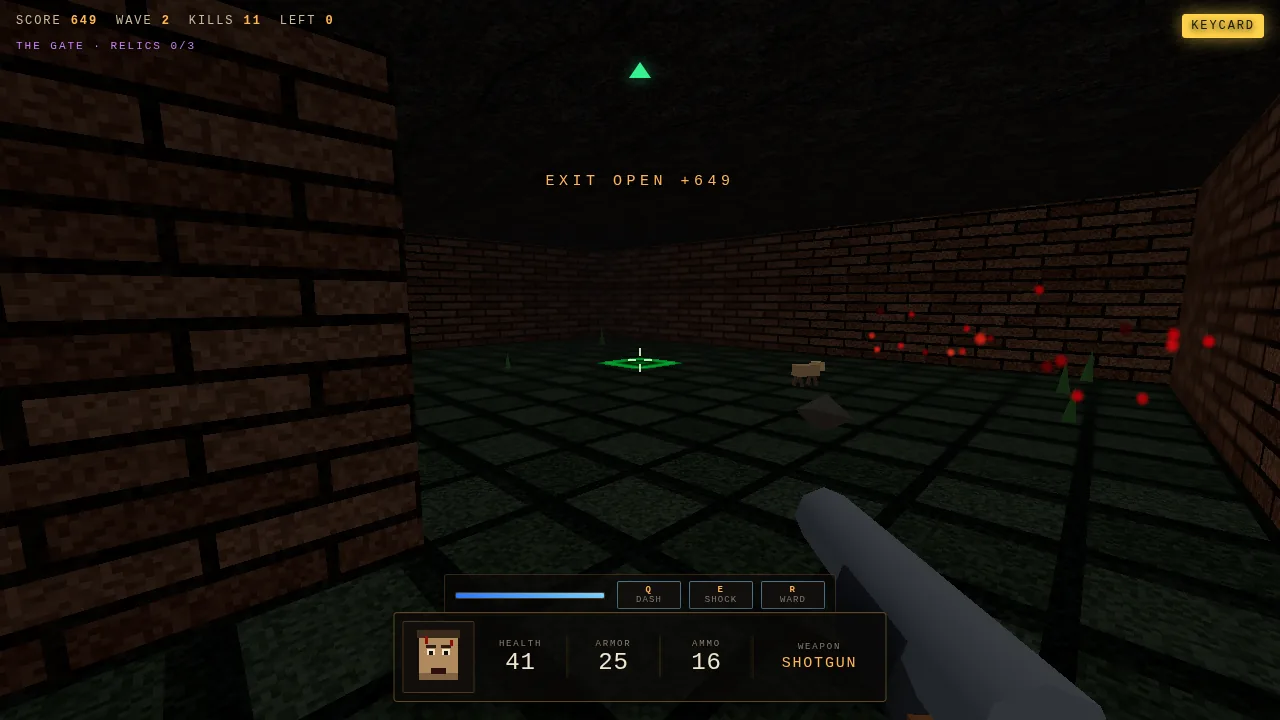 SCORE 649 WAVE 2 KILLS 11 LEFT 0
KEYCARD
THE GATE · RELICS 0/3
EXIT OPEN +649
Q E R
DASH SHOCK WARD
HEALTH ARMOR AMMO WEAPON
41 25 16 SHOTGUN